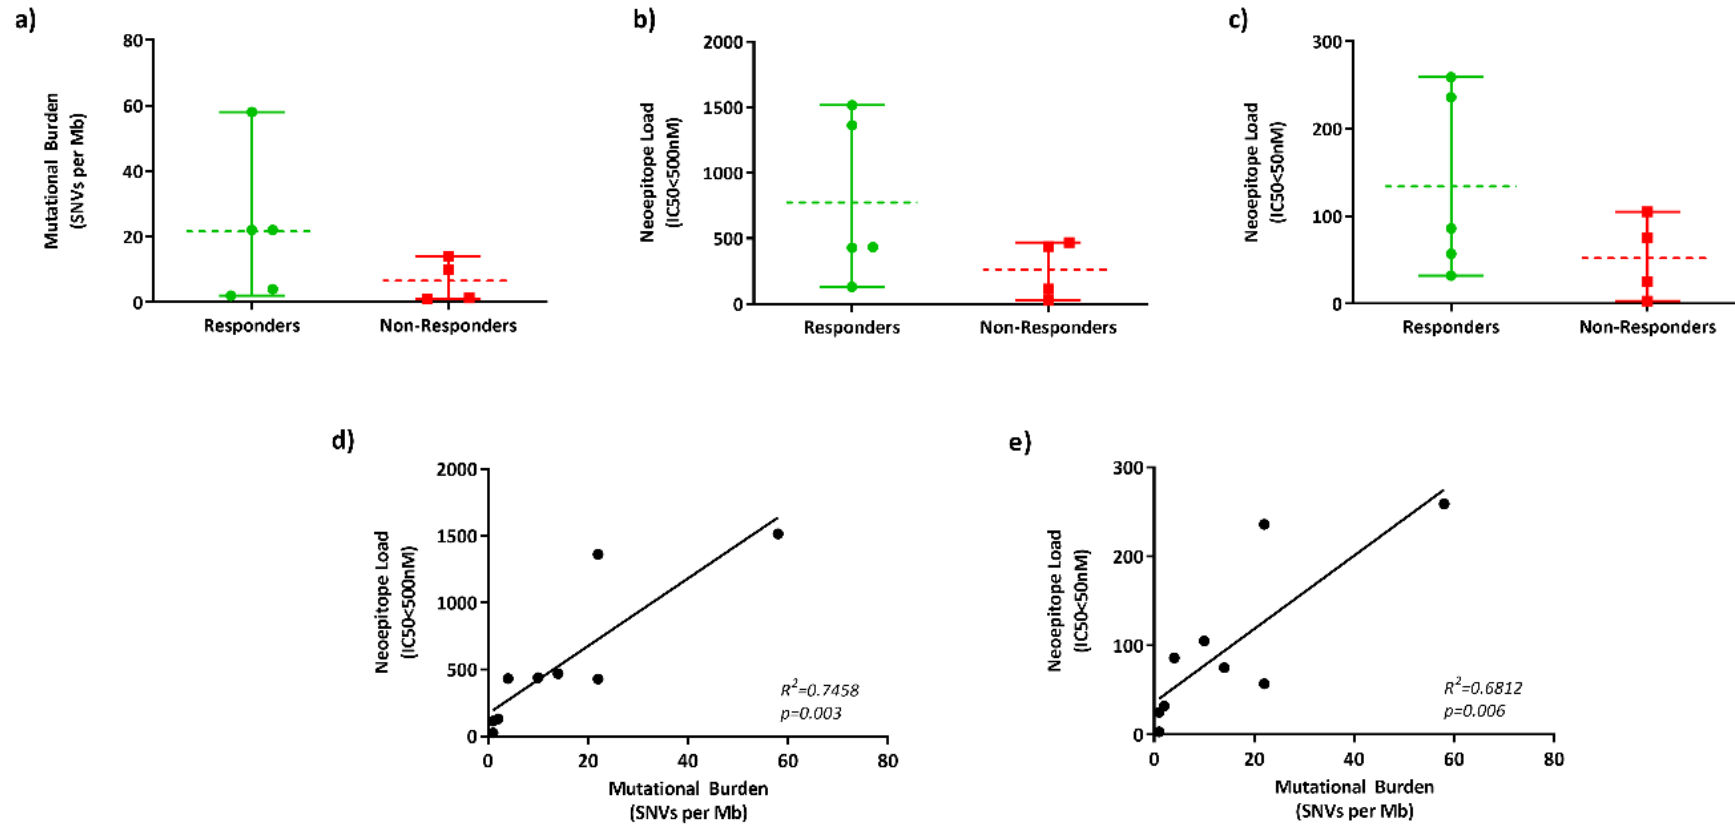 a)
80
60
40
20
0
Mutational Burden
(SNVs per Mb)
Responders
Non-Responders
b)
2000
1500
1000
500
0
Neoepitope Load
(IC50<500nM)
Responders
Non-Responders
c)
300
200
100
0
Neoepitope Load
(IC50<50nM)
Responders
Non-Responders
d)
2000
1500
1000
500
0
Neoepitope Load
(IC50<500nM)
R²=0.7458
p=0.003
0 20 40 60 80
Mutational Burden
(SNVs per Mb)
e)
300
200
100
0
Neoepitope Load
(IC50<50nM)
R²=0.6812
p=0.006
0 20 40 60 80
Mutational Burden
(SNVs per Mb)